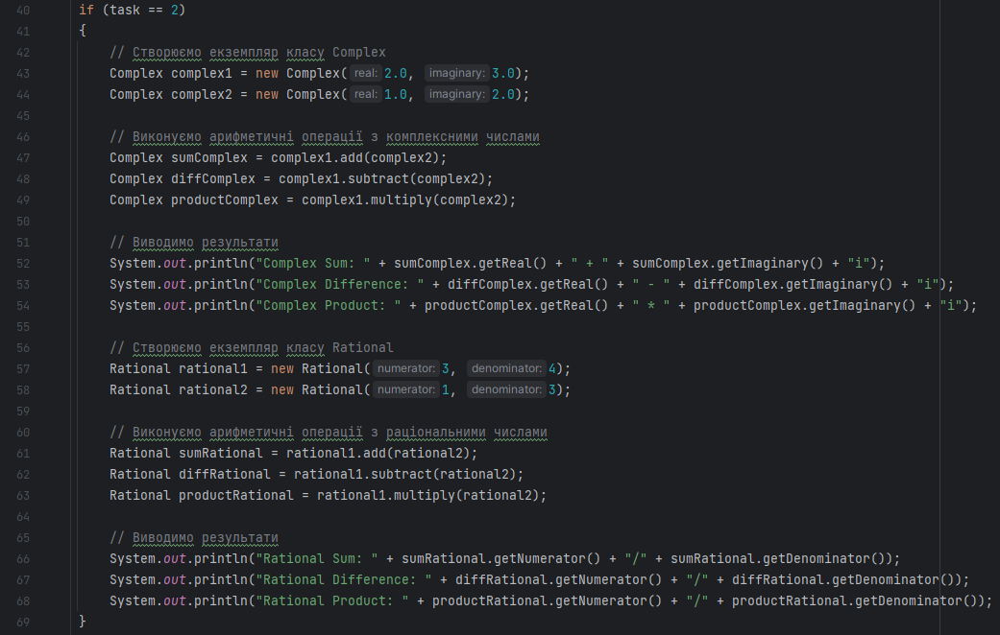 40 if (task == 2)
41 {
42 // Створюємо екземпляр класу Complex
43 Complex complex1 = new Complex( real: 2.0, imaginary: 3.0);
44 Complex complex2 = new Complex( real: 1.0, imaginary: 2.0);
45
46 // Виконуємо арифметичні операції з комплексними числами
47 Complex sumComplex = complex1.add(complex2);
48 Complex diffComplex = complex1.subtract(complex2);
49 Complex productComplex = complex1.multiply(complex2);
50
51 // Виводимо результати
52 System.out.println("Complex Sum: " + sumComplex.getReal() + " + " + sumComplex.getImaginary() + "i");
53 System.out.println("Complex Difference: " + diffComplex.getReal() + " - " + diffComplex.getImaginary() + "i");
54 System.out.println("Complex Product: " + productComplex.getReal() + " * " + productComplex.getImaginary() + "i");
55
56 // Створюємо екземпляр класу Rational
57 Rational rational1 = new Rational( numerator: 3, denominator: 4);
58 Rational rational2 = new Rational( numerator: 1, denominator: 3);
59
60 // Виконуємо арифметичні операції з раціональними числами
61 Rational sumRational = rational1.add(rational2);
62 Rational diffRational = rational1.subtract(rational2);
63 Rational productRational = rational1.multiply(rational2);
64
65 // Виводимо результати
66 System.out.println("Rational Sum: " + sumRational.getNumerator() + "/" + sumRational.getDenominator());
67 System.out.println("Rational Difference: " + diffRational.getNumerator() + "/" + diffRational.getDenominator());
68 System.out.println("Rational Product: " + productRational.getNumerator() + "/" + productRational.getDenominator());
69 }